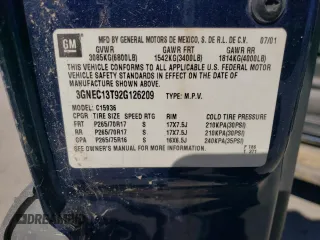 GM
MFD BY GENERAL MOTORS DE MEXICO, S. DE R.L. DE C.V. 07/01
GVWR GAWR FRT GAWR RR
3085KG(6800LB) 1542KG(3400LB) 1814KG(4000LB)
THIS VEHICLE CONFORMS TO ALL APPLICABLE U.S. FEDERAL
MOTOR VEHICLE SAFETY STANDARDS IN EFFECT ON THE DATE OF
MANUFACTURE SHOWN ABOVE.
3GNEC13T92G126209 TYPE: M.P.V.
MODEL: C15936
CPGR TIRE SIZE SPEED RTG RIM COLD TIRE PRESSURE
FRT P265/70R17 S 17X7.5J 210KPA(30PSI)
RR P265/70R17 S 17X7.5J 210KPA(30PSI)
SPA P265/75R16 S 16X6.5J 240KPA(35PSI)
SEE OWNER'S MANUAL FOR MORE INFORMATION.